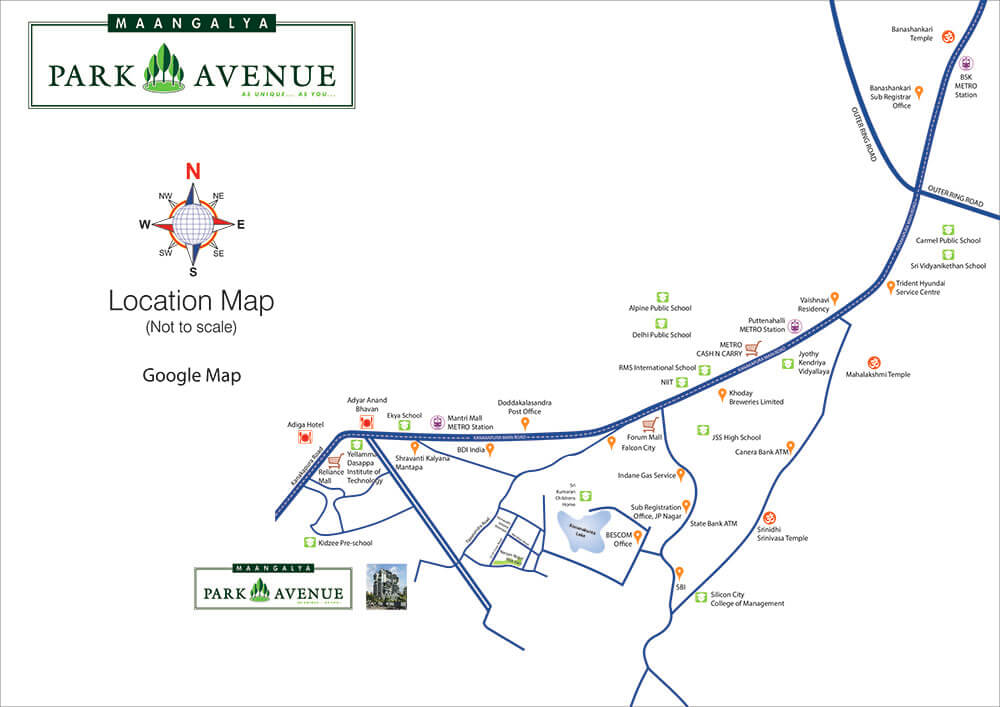 MAANGALYA
PARK AVENUE
AS UNIQUE... AS YOU...
N
NW
NE
W
E
SW
SE
S
Location Map
(Not to scale)
Google Map
Banashankari
Temple
BSK
METRO
Station
Banashankari
Sub Registrar
Office
OUTER RING ROAD
OUTER RING ROAD
Carmel Public School
Sri Vidyanikethan School
Trident Hyundai
Service Centre
Vaishnavi
Residency
Alpine Public School
Delhi Public School
Puttenahalli
METRO Station
METRO
CASH N CARRY
RMS International School
NIIT
Jyothy
Kendriya
Vidyallaya
Mahalakshmi Temple
Khoday
Breweries Limited
Adyar Anand
Bhavan
Adiga Hotel
Ekya School
Mantri Mall
METRO Station
Doddakalasandra
Post Office
KANAKAPURA MAIN ROAD
Kanakapura Road
Reliance
Mall
Yellamma
Dasappa
Institute of
Technology
Shravanti Kalyana
Mantapa
BDI India
Forum Mall
Falcon City
JSS High School
Canera Bank ATM
Indane Gas Service
Sri
Kumaran
Childrens
Home
Sub Registration
Office, JP Nagar
State Bank ATM
BESCOM
Office
Srinidhi
Srinivasa Temple
Kidzee Pre-school
SBI
Silicon City
College of Management
MAANGALYA
PARK AVENUE